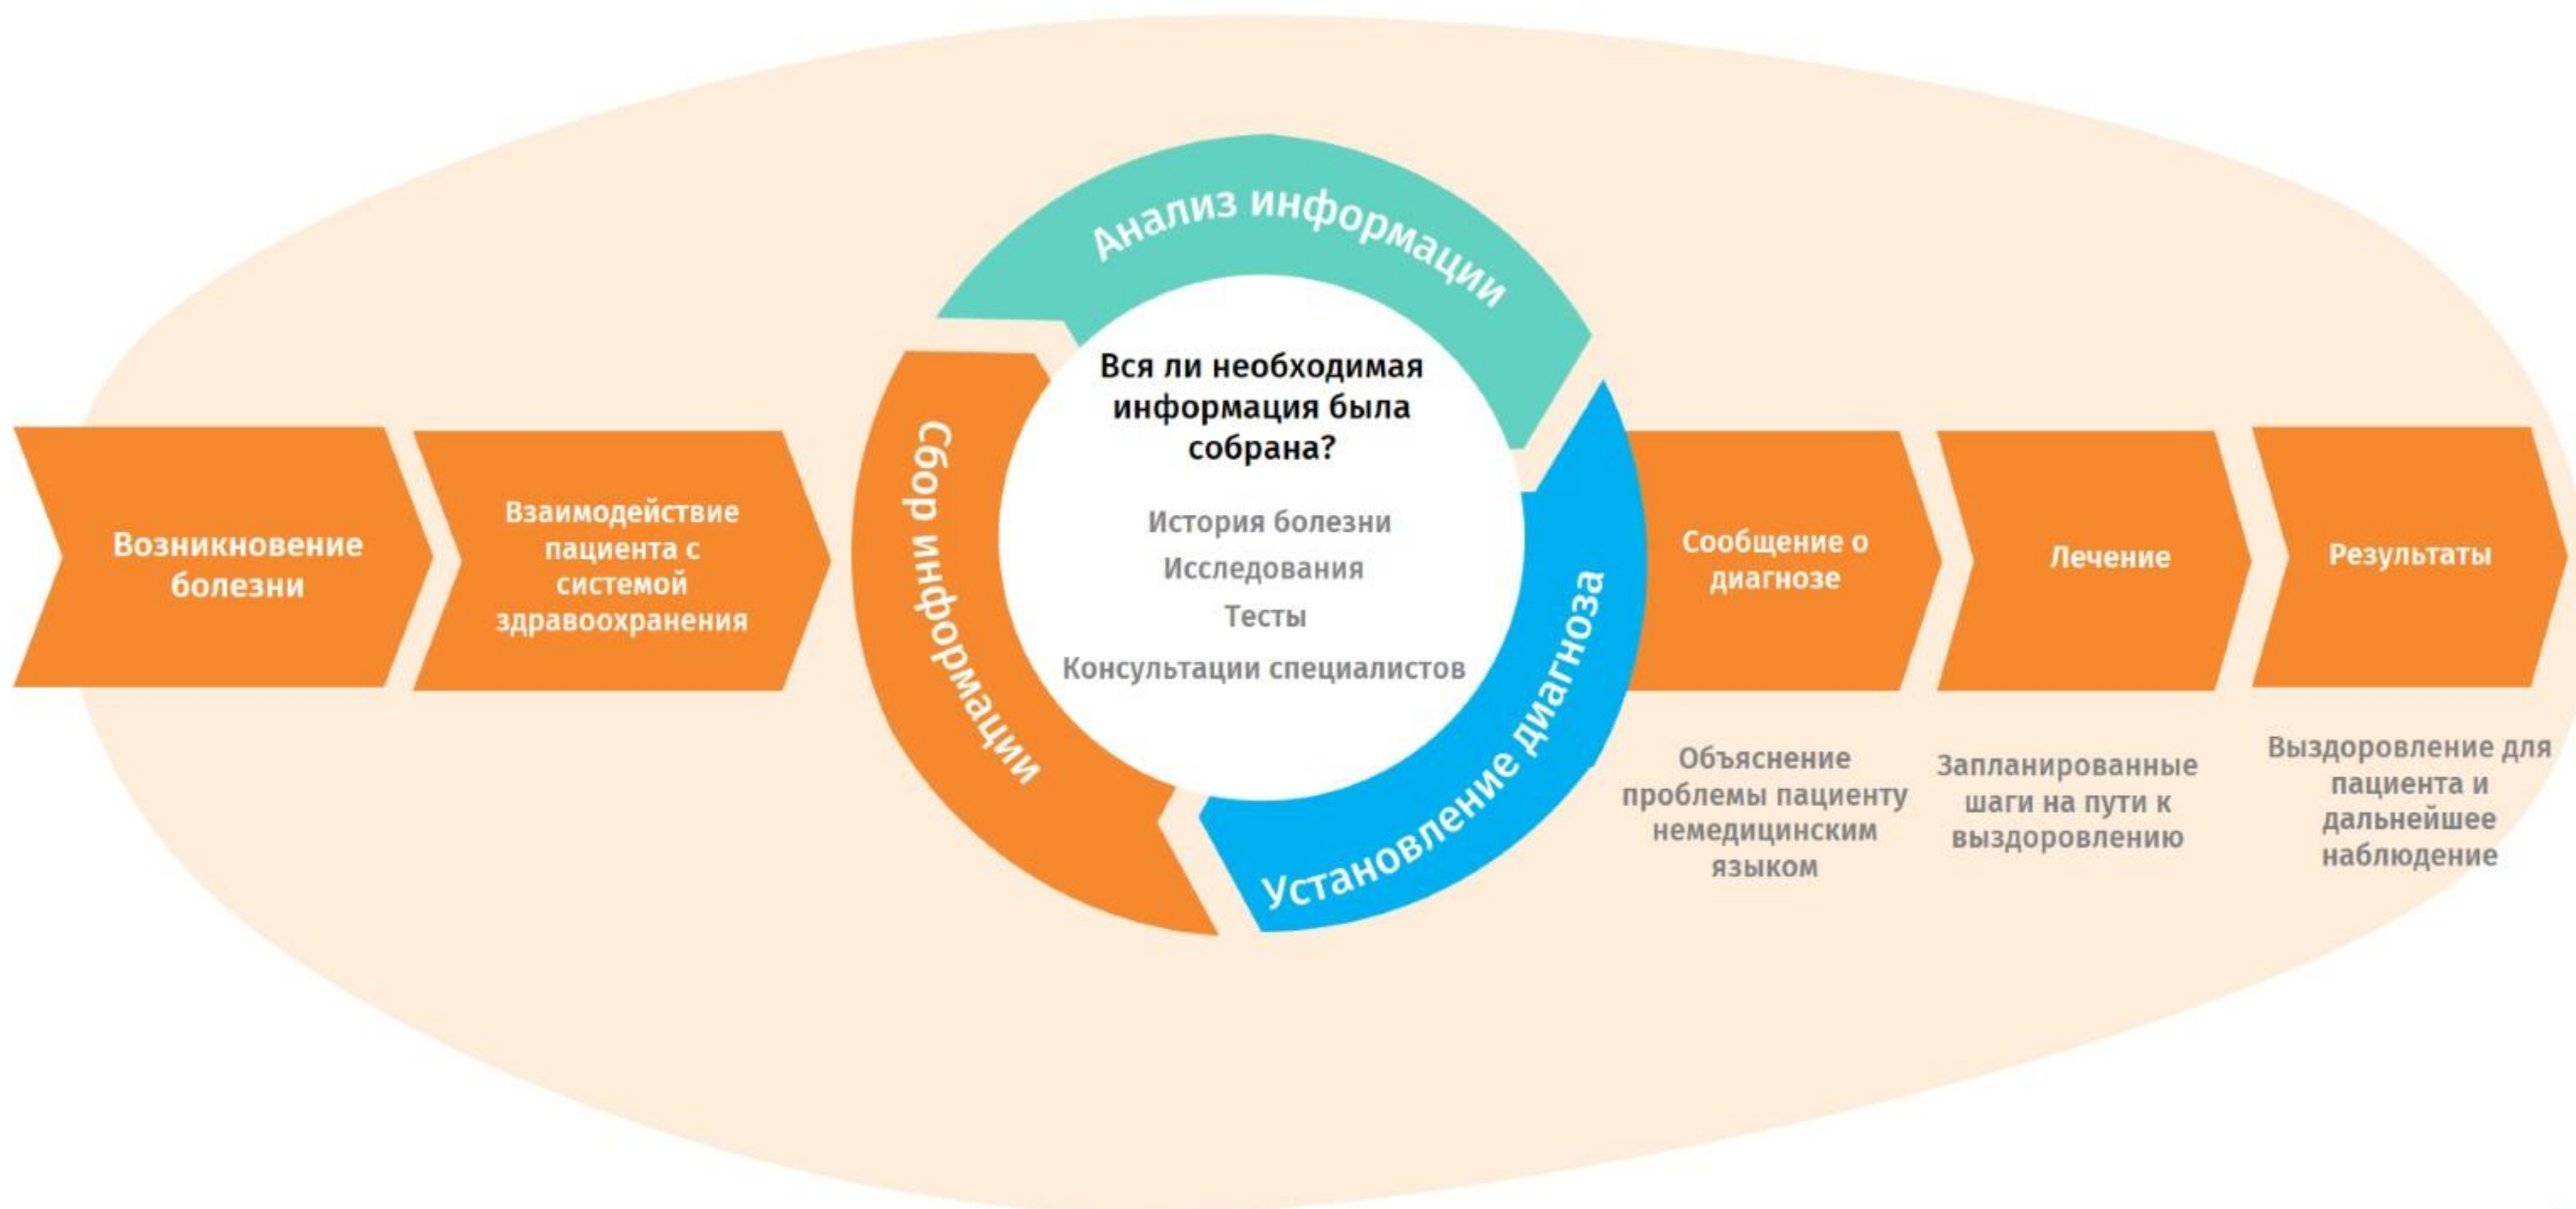 Возникновение
болезни
Взаимодействие
пациента с
системой
здравоохранения
Сбор информации
Анализ информации
Установление диагноза
Вся ли необходимая
информация была
собрана?
История болезни
Исследования
Тесты
Консультации специалистов
Сообщение о
диагнозе
Объяснение
проблемы пациенту
немедицинским
языком
Лечение
Запланированные
шаги на пути к
выздоровлению
Результаты
Выздоровление для
пациента и
дальнейшее
наблюдение